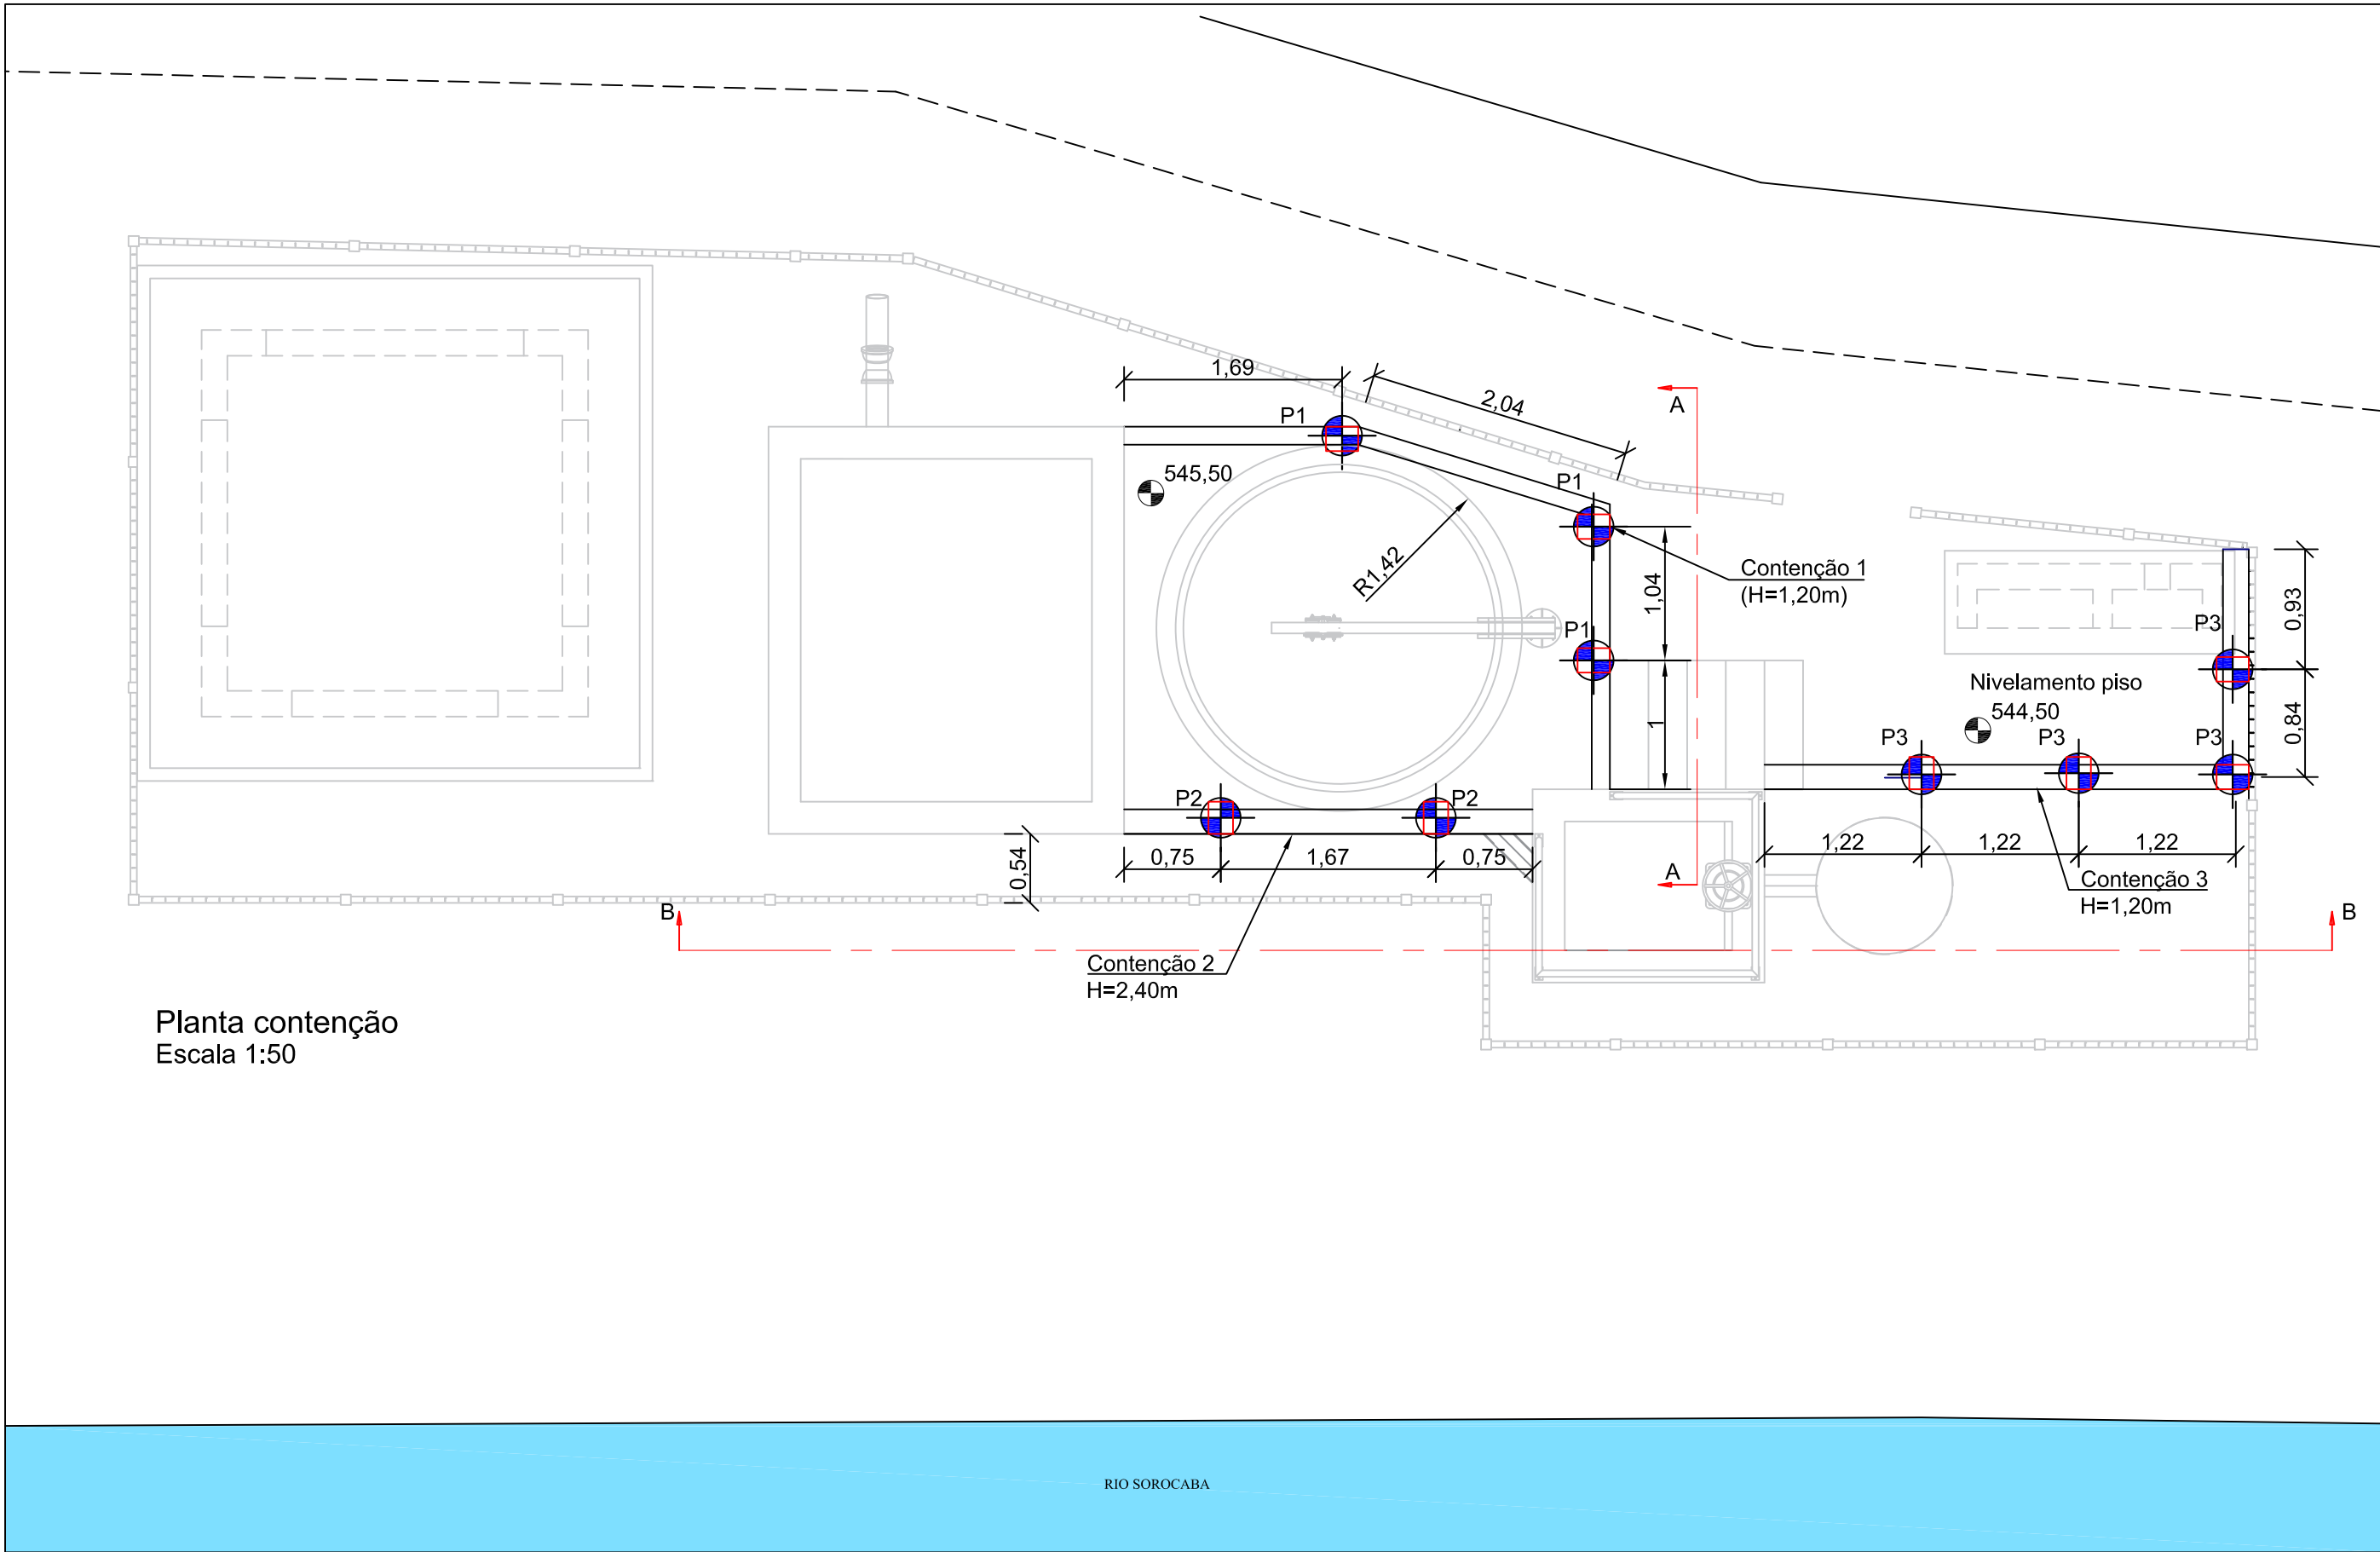 1,69
2,04
A
P1
545,50
P1
R1,42
Contenção 1
(H=1,20m)
1,04
P1
0,93
P3
Nivelamento piso
544,50
1
0,84
P3
P3
P3
P2
P2
0,54
0,75
1,67
0,75
1,22
1,22
1,22
A
Contenção 3
H=1,20m
B
B
Contenção 2
H=2,40m
Planta contenção
Escala 1:50
RIO SOROCABA